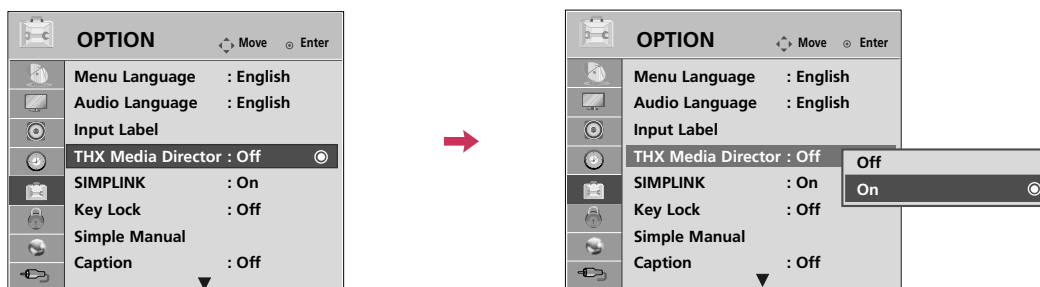 OPTION Move Enter
Menu Language : English
Audio Language : English
Input Label
THX Media Director : Off
SIMPLINK : On
Key Lock : Off
Simple Manual
Caption : Off
OPTION Move Enter
Menu Language : English
Audio Language : English
Input Label
THX Media Director : Off
SIMPLINK : On
Key Lock : Off
Simple Manual
Caption : Off
Off
On